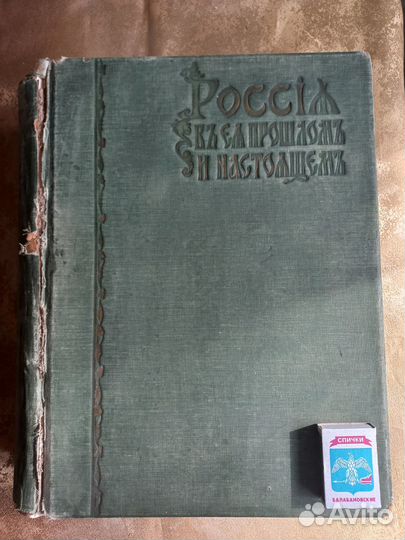 Россія
въ ея прошломъ
и настоящемъ
СПИЧКИ
БАЛАБАНОВСКИЕ
Avito